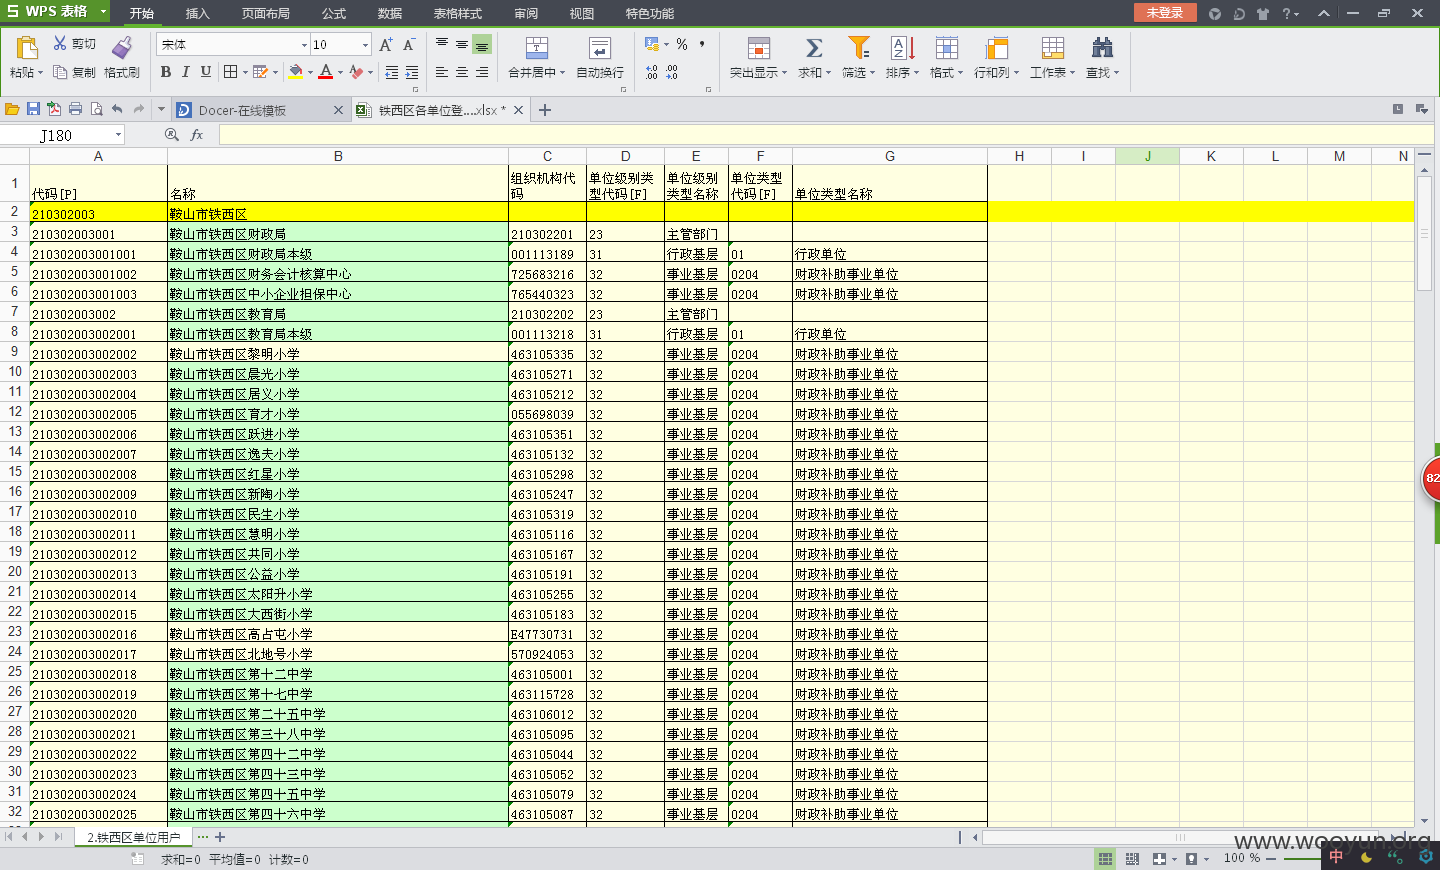 WPS 表格 开始 插入 页面布局 公式 数据 表格样式 审阅 视图 特色功能 未登录
粘贴 剪切 复制 格式刷 宋体 10 合并居中 自动换行 突出显示 求和 筛选 排序 格式 行和列 工作表 查找
Docer-在线模板 铁西区各单位登....xlsx *
J180 fx
A B C D E F G H I J K L M N
1 代码[P] 名称 组织机构代码 单位级别类型代码[F] 单位级别类型名称 单位类型代码[F] 单位类型名称
2 210302003 鞍山市铁西区
3 210302003001 鞍山市铁西区财政局 210302201 23 主管部门
4 210302003001001 鞍山市铁西区财政局本级 001113189 31 行政基层 01 行政单位
5 210302003001002 鞍山市铁西区财务会计核算中心 725683216 32 事业基层 0204 财政补助事业单位
6 210302003001003 鞍山市铁西区中小企业担保中心 765440323 32 事业基层 0204 财政补助事业单位
7 210302003002 鞍山市铁西区教育局 210302202 23 主管部门
8 210302003002001 鞍山市铁西区教育局本级 001113218 31 行政基层 01 行政单位
9 210302003002002 鞍山市铁西区黎明小学 463105335 32 事业基层 0204 财政补助事业单位
10 210302003002003 鞍山市铁西区晨光小学 463105271 32 事业基层 0204 财政补助事业单位
11 210302003002004 鞍山市铁西区居义小学 463105212 32 事业基层 0204 财政补助事业单位
12 210302003002005 鞍山市铁西区育才小学 055698039 32 事业基层 0204 财政补助事业单位
13 210302003002006 鞍山市铁西区跃进小学 463105351 32 事业基层 0204 财政补助事业单位
14 210302003002007 鞍山市铁西区逸夫小学 463105132 32 事业基层 0204 财政补助事业单位
15 210302003002008 鞍山市铁西区红星小学 463105298 32 事业基层 0204 财政补助事业单位
16 210302003002009 鞍山市铁西区新陶小学 463105247 32 事业基层 0204 财政补助事业单位
17 210302003002010 鞍山市铁西区民生小学 463105319 32 事业基层 0204 财政补助事业单位
18 210302003002011 鞍山市铁西区慧明小学 463105116 32 事业基层 0204 财政补助事业单位
19 210302003002012 鞍山市铁西区共同小学 463105167 32 事业基层 0204 财政补助事业单位
20 210302003002013 鞍山市铁西区公益小学 463105191 32 事业基层 0204 财政补助事业单位
21 210302003002014 鞍山市铁西区太阳升小学 463105255 32 事业基层 0204 财政补助事业单位
22 210302003002015 鞍山市铁西区大西街小学 463105183 32 事业基层 0204 财政补助事业单位
23 210302003002016 鞍山市铁西区高占屯小学 E47730731 32 事业基层 0204 财政补助事业单位
24 210302003002017 鞍山市铁西区北地号小学 570924053 32 事业基层 0204 财政补助事业单位
25 210302003002018 鞍山市铁西区第十二中学 463105001 32 事业基层 0204 财政补助事业单位
26 210302003002019 鞍山市铁西区第十七中学 463115728 32 事业基层 0204 财政补助事业单位
27 210302003002020 鞍山市铁西区第二十五中学 463106012 32 事业基层 0204 财政补助事业单位
28 210302003002021 鞍山市铁西区第三十八中学 463105095 32 事业基层 0204 财政补助事业单位
29 210302003002022 鞍山市铁西区第四十二中学 463105044 32 事业基层 0204 财政补助事业单位
30 210302003002023 鞍山市铁西区第四十三中学 463105052 32 事业基层 0204 财政补助事业单位
31 210302003002024 鞍山市铁西区第四十五中学 463105079 32 事业基层 0204 财政补助事业单位
32 210302003002025 鞍山市铁西区第四十六中学 463105087 32 事业基层 0204 财政补助事业单位
82
2.铁西区单位用户
www.wooyun.org
求和=0 平均值=0 计数=0 100 % 中